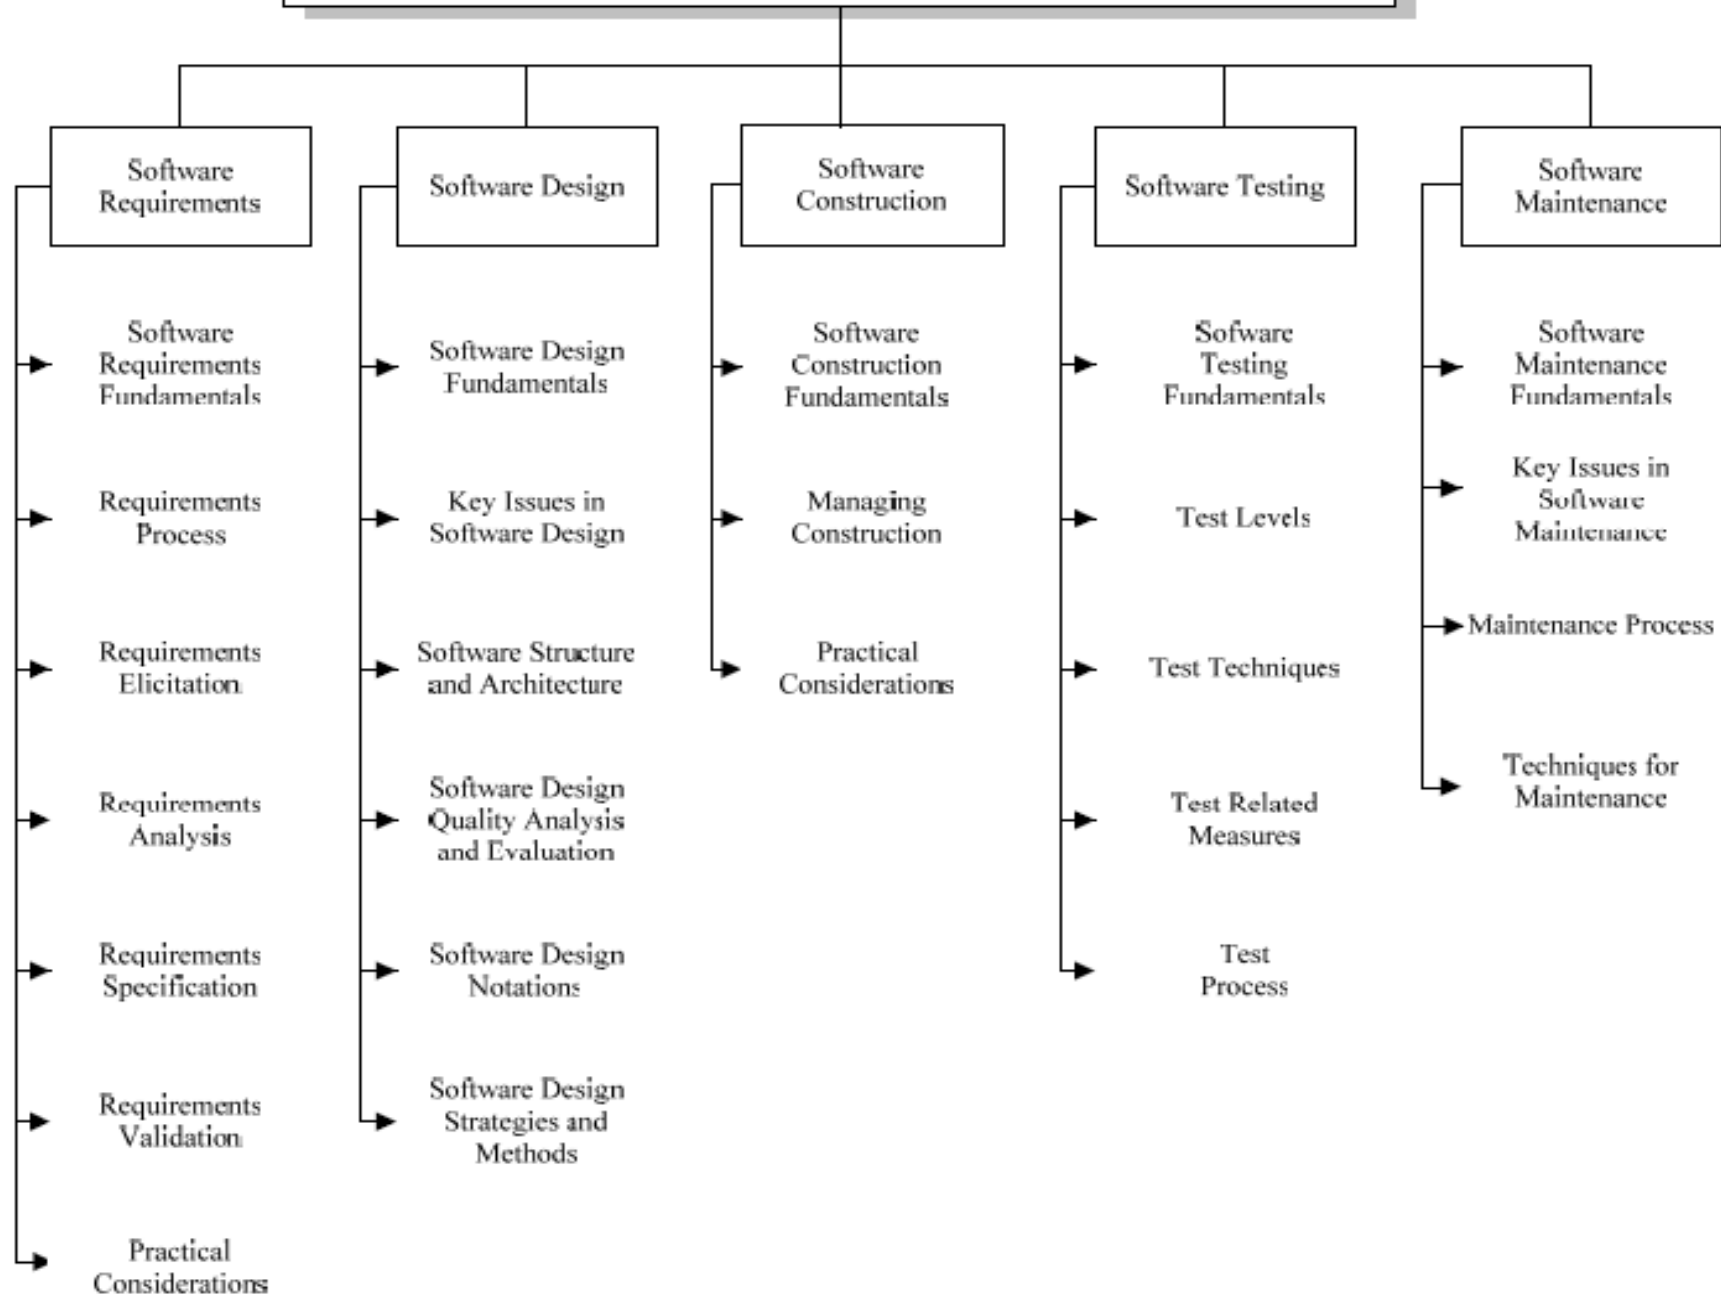 Software
Requirements
Software Design
Software
Construction
Software Testing
Software
Maintenance
Software
Requirements
Fundamentals
Requirements
Process
Requirements
Elicitation
Requirements
Analysis
Requirements
Specification
Requirements
Validation
Practical
Considerations
Software Design
Fundamentals
Key Issues in
Software Design
Software Structure
and Architecture
Software Design
Quality Analysis
and Evaluation
Software Design
Notations
Software Design
Strategies and
Methods
Software
Construction
Fundamentals
Managing
Construction
Practical
Considerations
Sofware
Testing
Fundamentals
Test Levels
Test Techniques
Test Related
Measures
Test
Process
Software
Maintenance
Fundamentals
Key Issues in
Software
Maintenance
Maintenance Process
Techniques for
Maintenance